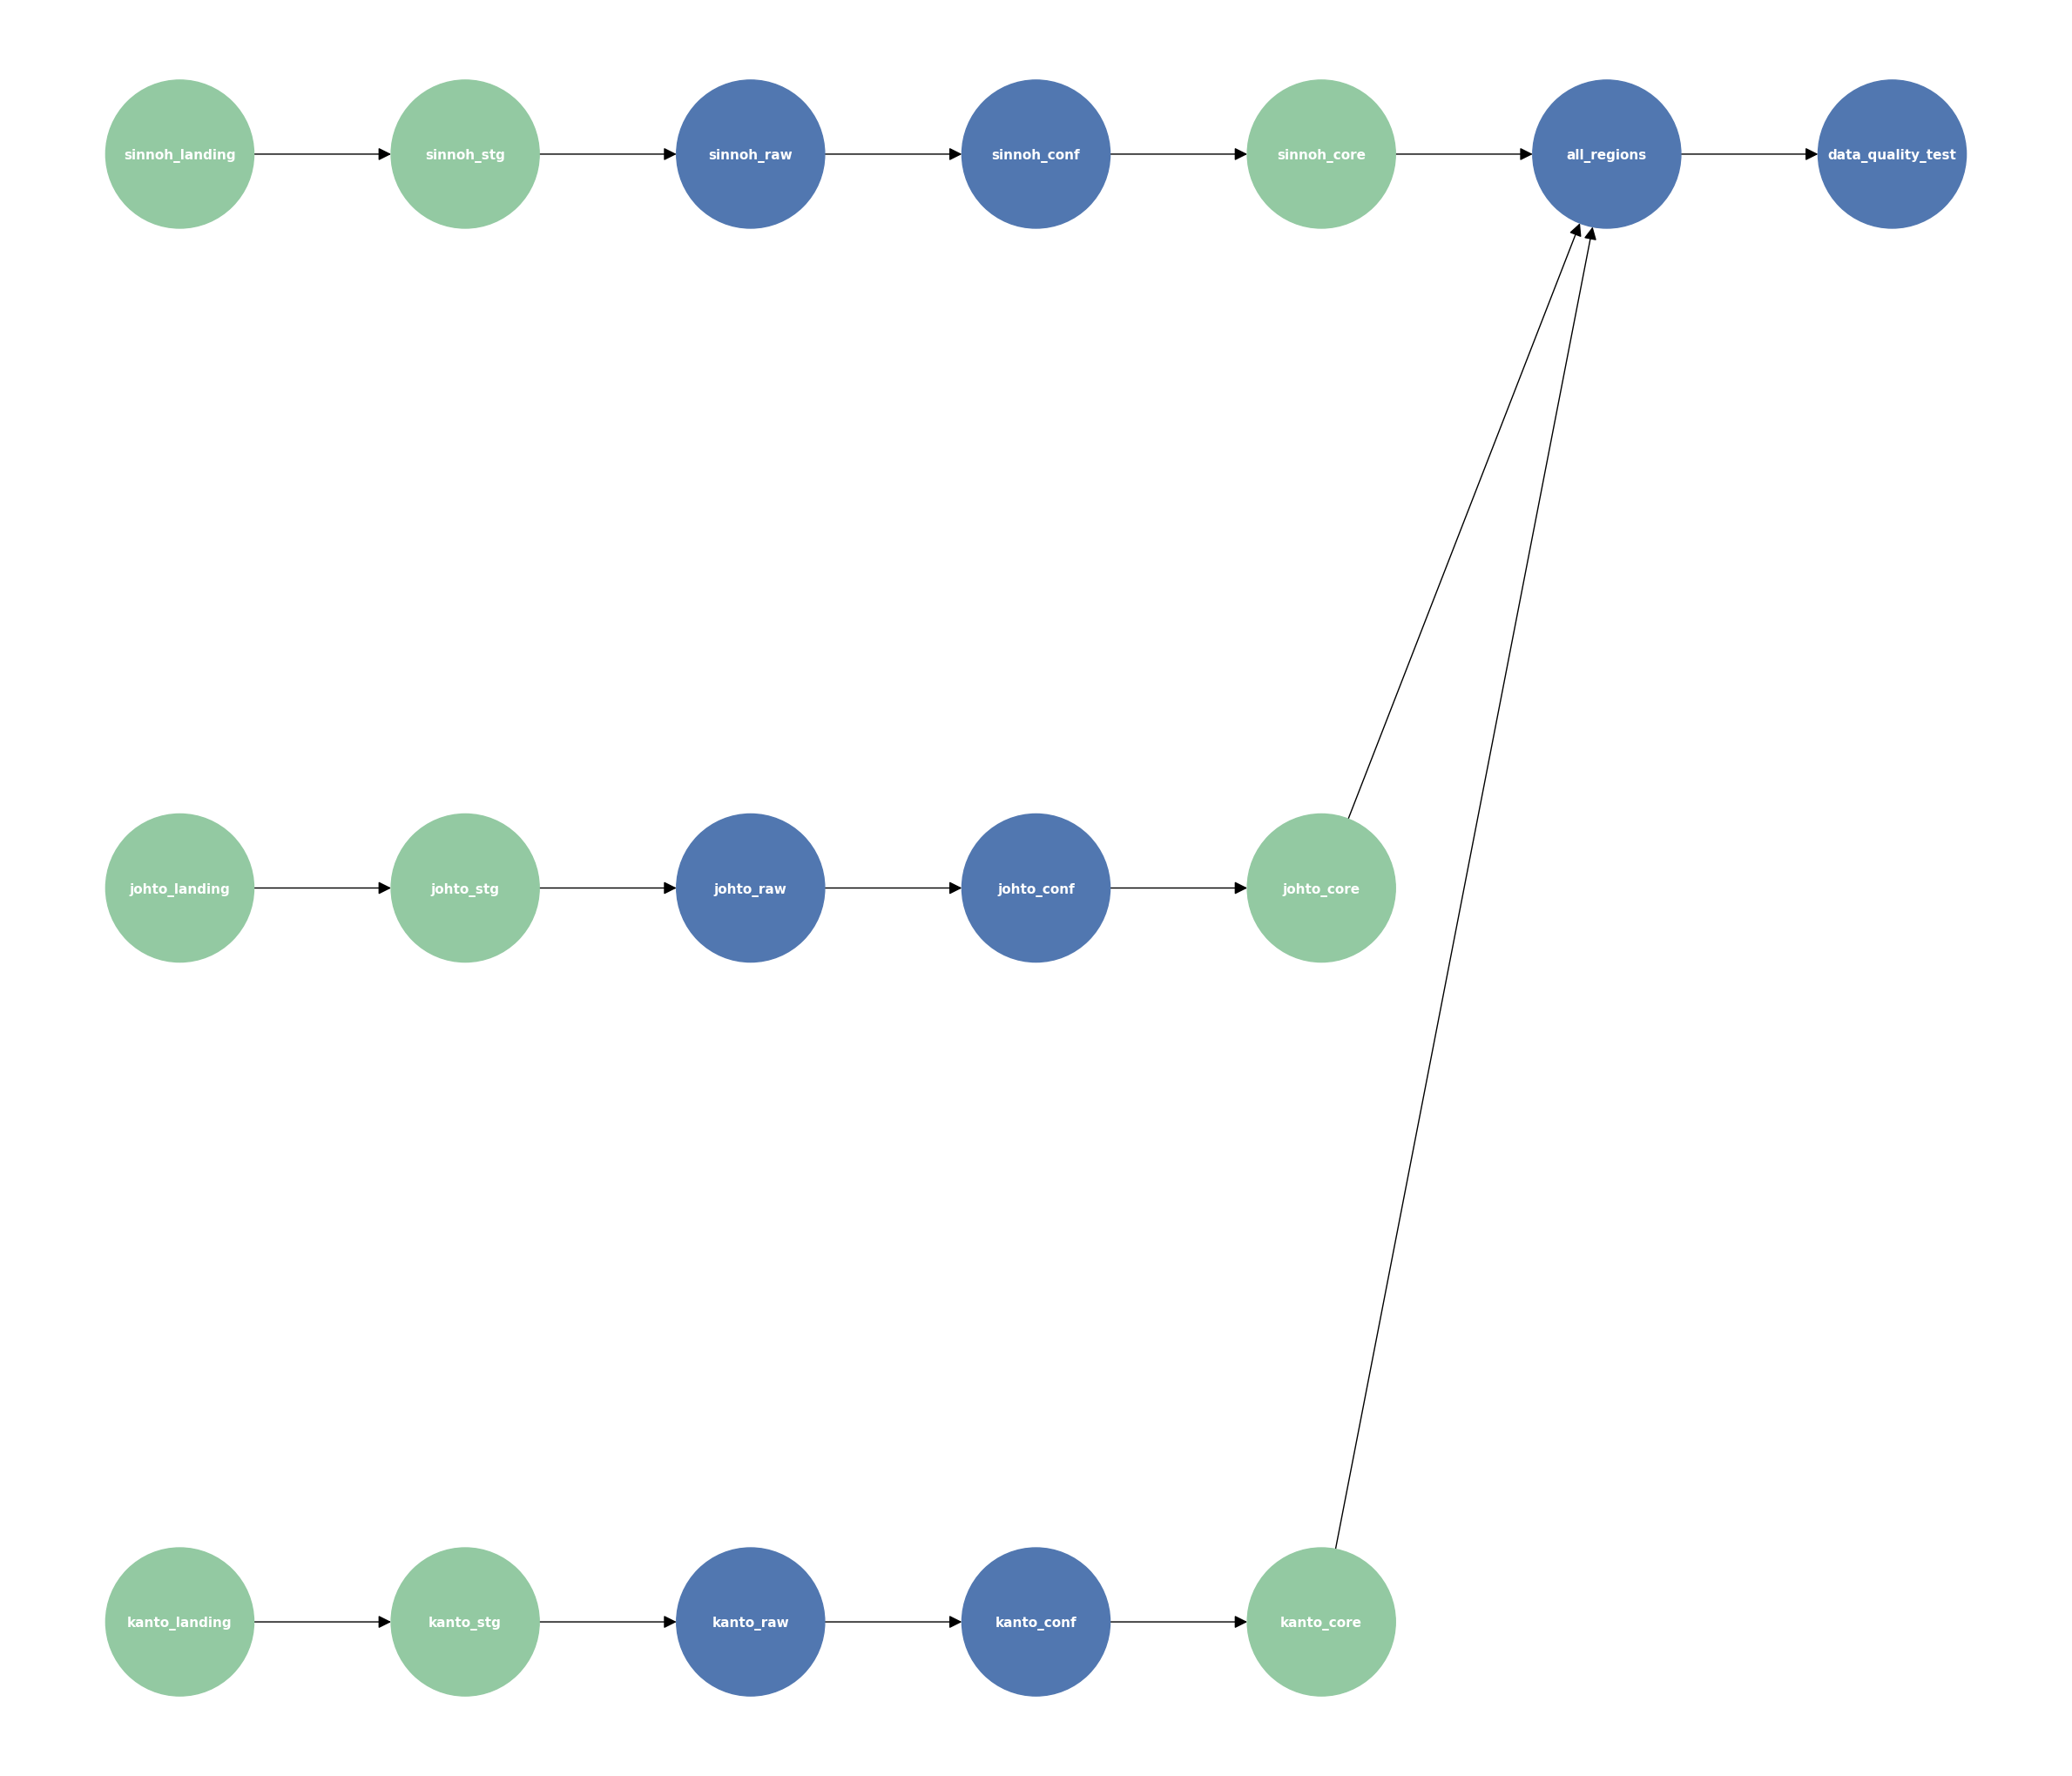 sinnoh_landing
sinnoh_stg
sinnoh_raw
sinnoh_conf
sinnoh_core
all_regions
data_quality_test
johto_landing
johto_stg
johto_raw
johto_conf
johto_core
kanto_landing
kanto_stg
kanto_raw
kanto_conf
kanto_core